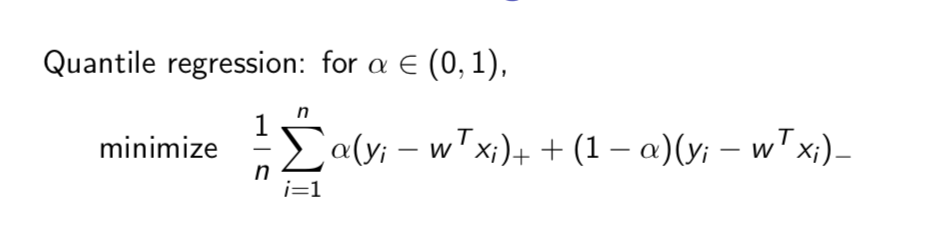 Quantile regression: for α ∈ (0, 1),
minimize 1/n ∑_{i=1}^{n} α(y_i − w^T x_i)_+ + (1 − α)(y_i − w^T x_i)_−